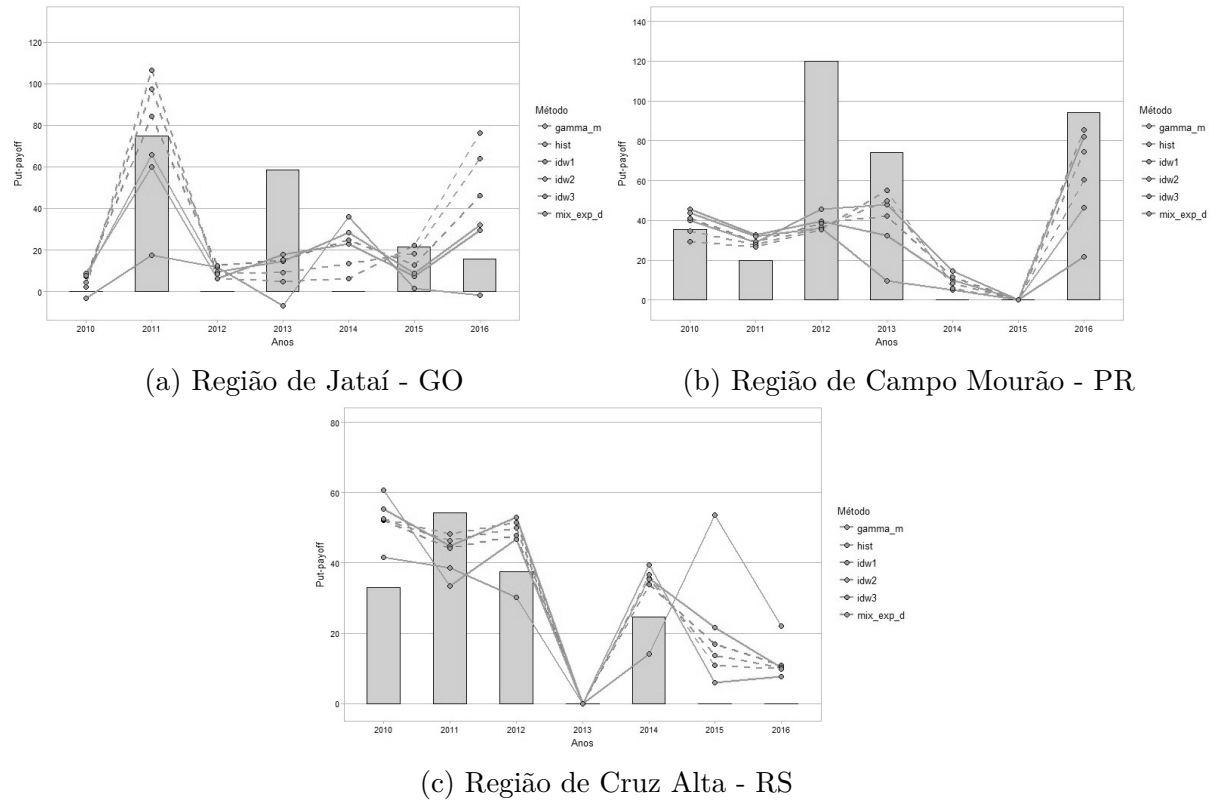 120
100
80
60
40
20
0
Put-payoff
2010 2011 2012 2013 2014 2015 2016
Anos
Método
gamma_m
hist
idw1
idw2
idw3
mix_exp_d
(a) Região de Jataí - GO
140
120
100
80
60
40
20
0
Put-payoff
2010 2011 2012 2013 2014 2015 2016
Anos
Método
gamma_m
hist
idw1
idw2
idw3
mix_exp_d
(b) Região de Campo Mourão - PR
80
60
40
20
0
Put-payoff
2010 2011 2012 2013 2014 2015 2016
Anos
Método
gamma_m
hist
idw1
idw2
idw3
mix_exp_d
(c) Região de Cruz Alta - RS